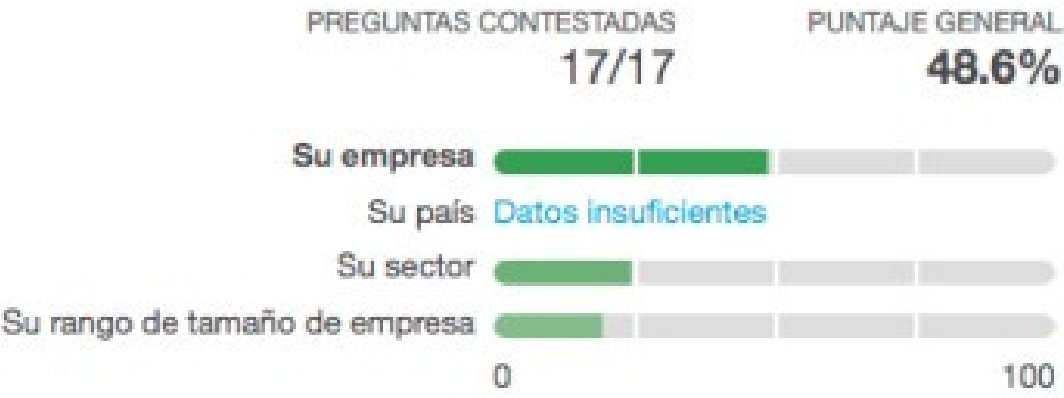 PREGUNTAS CONTESTADAS PUNTAJE GENERAL
17/17 48.6%
Su empresa
Su país Datos insuficientes
Su sector
Su rango de tamaño de empresa
0 100